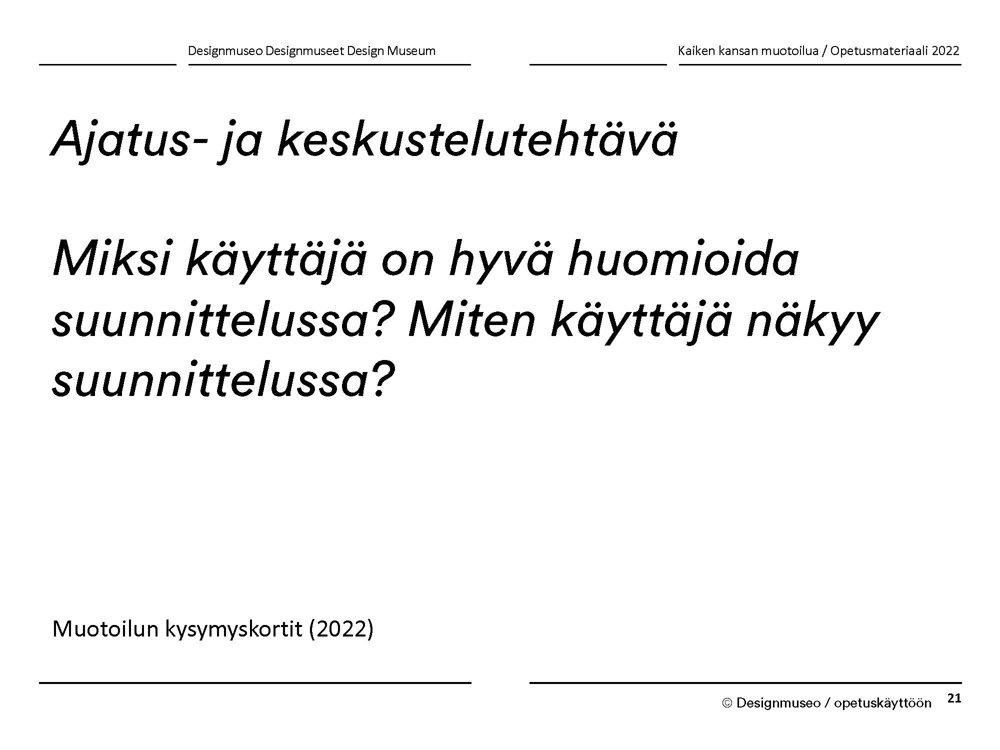 Designmuseo Designmuseet Design Museum
Kaiken kansan muotoilua / Opetusmateriaali 2022
Ajatus- ja keskustelutehtävä
Miksi käyttäjä on hyvä huomioida
suunnittelussa? Miten käyttäjä näkyy
suunnittelussa?
Muotoilun kysymyskortit (2022)
© Designmuseo / opetuskäyttöön
21